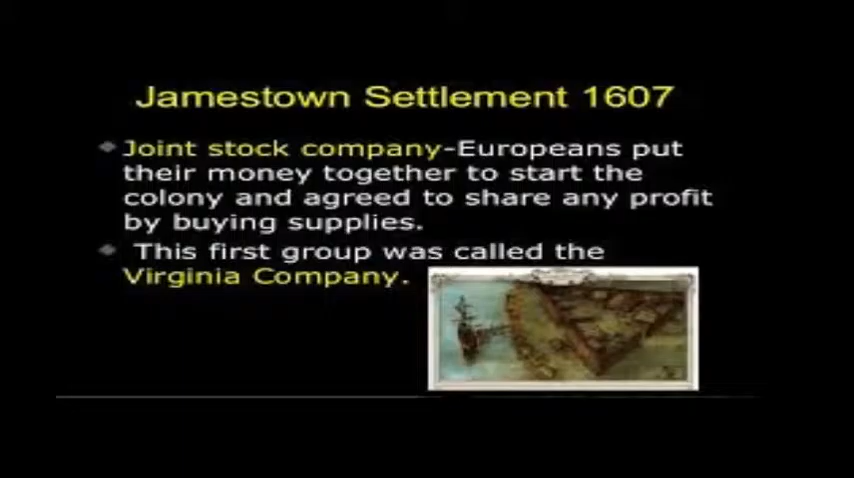 Jamestown Settlement 1607
Joint stock company-Europeans put
their money together to start the
colony and agreed to share any profit
by buying supplies.
This first group was called the
Virginia Company.